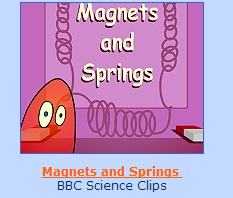 Magnets
and
Springs
Magnets and Springs
BBC Science Clips